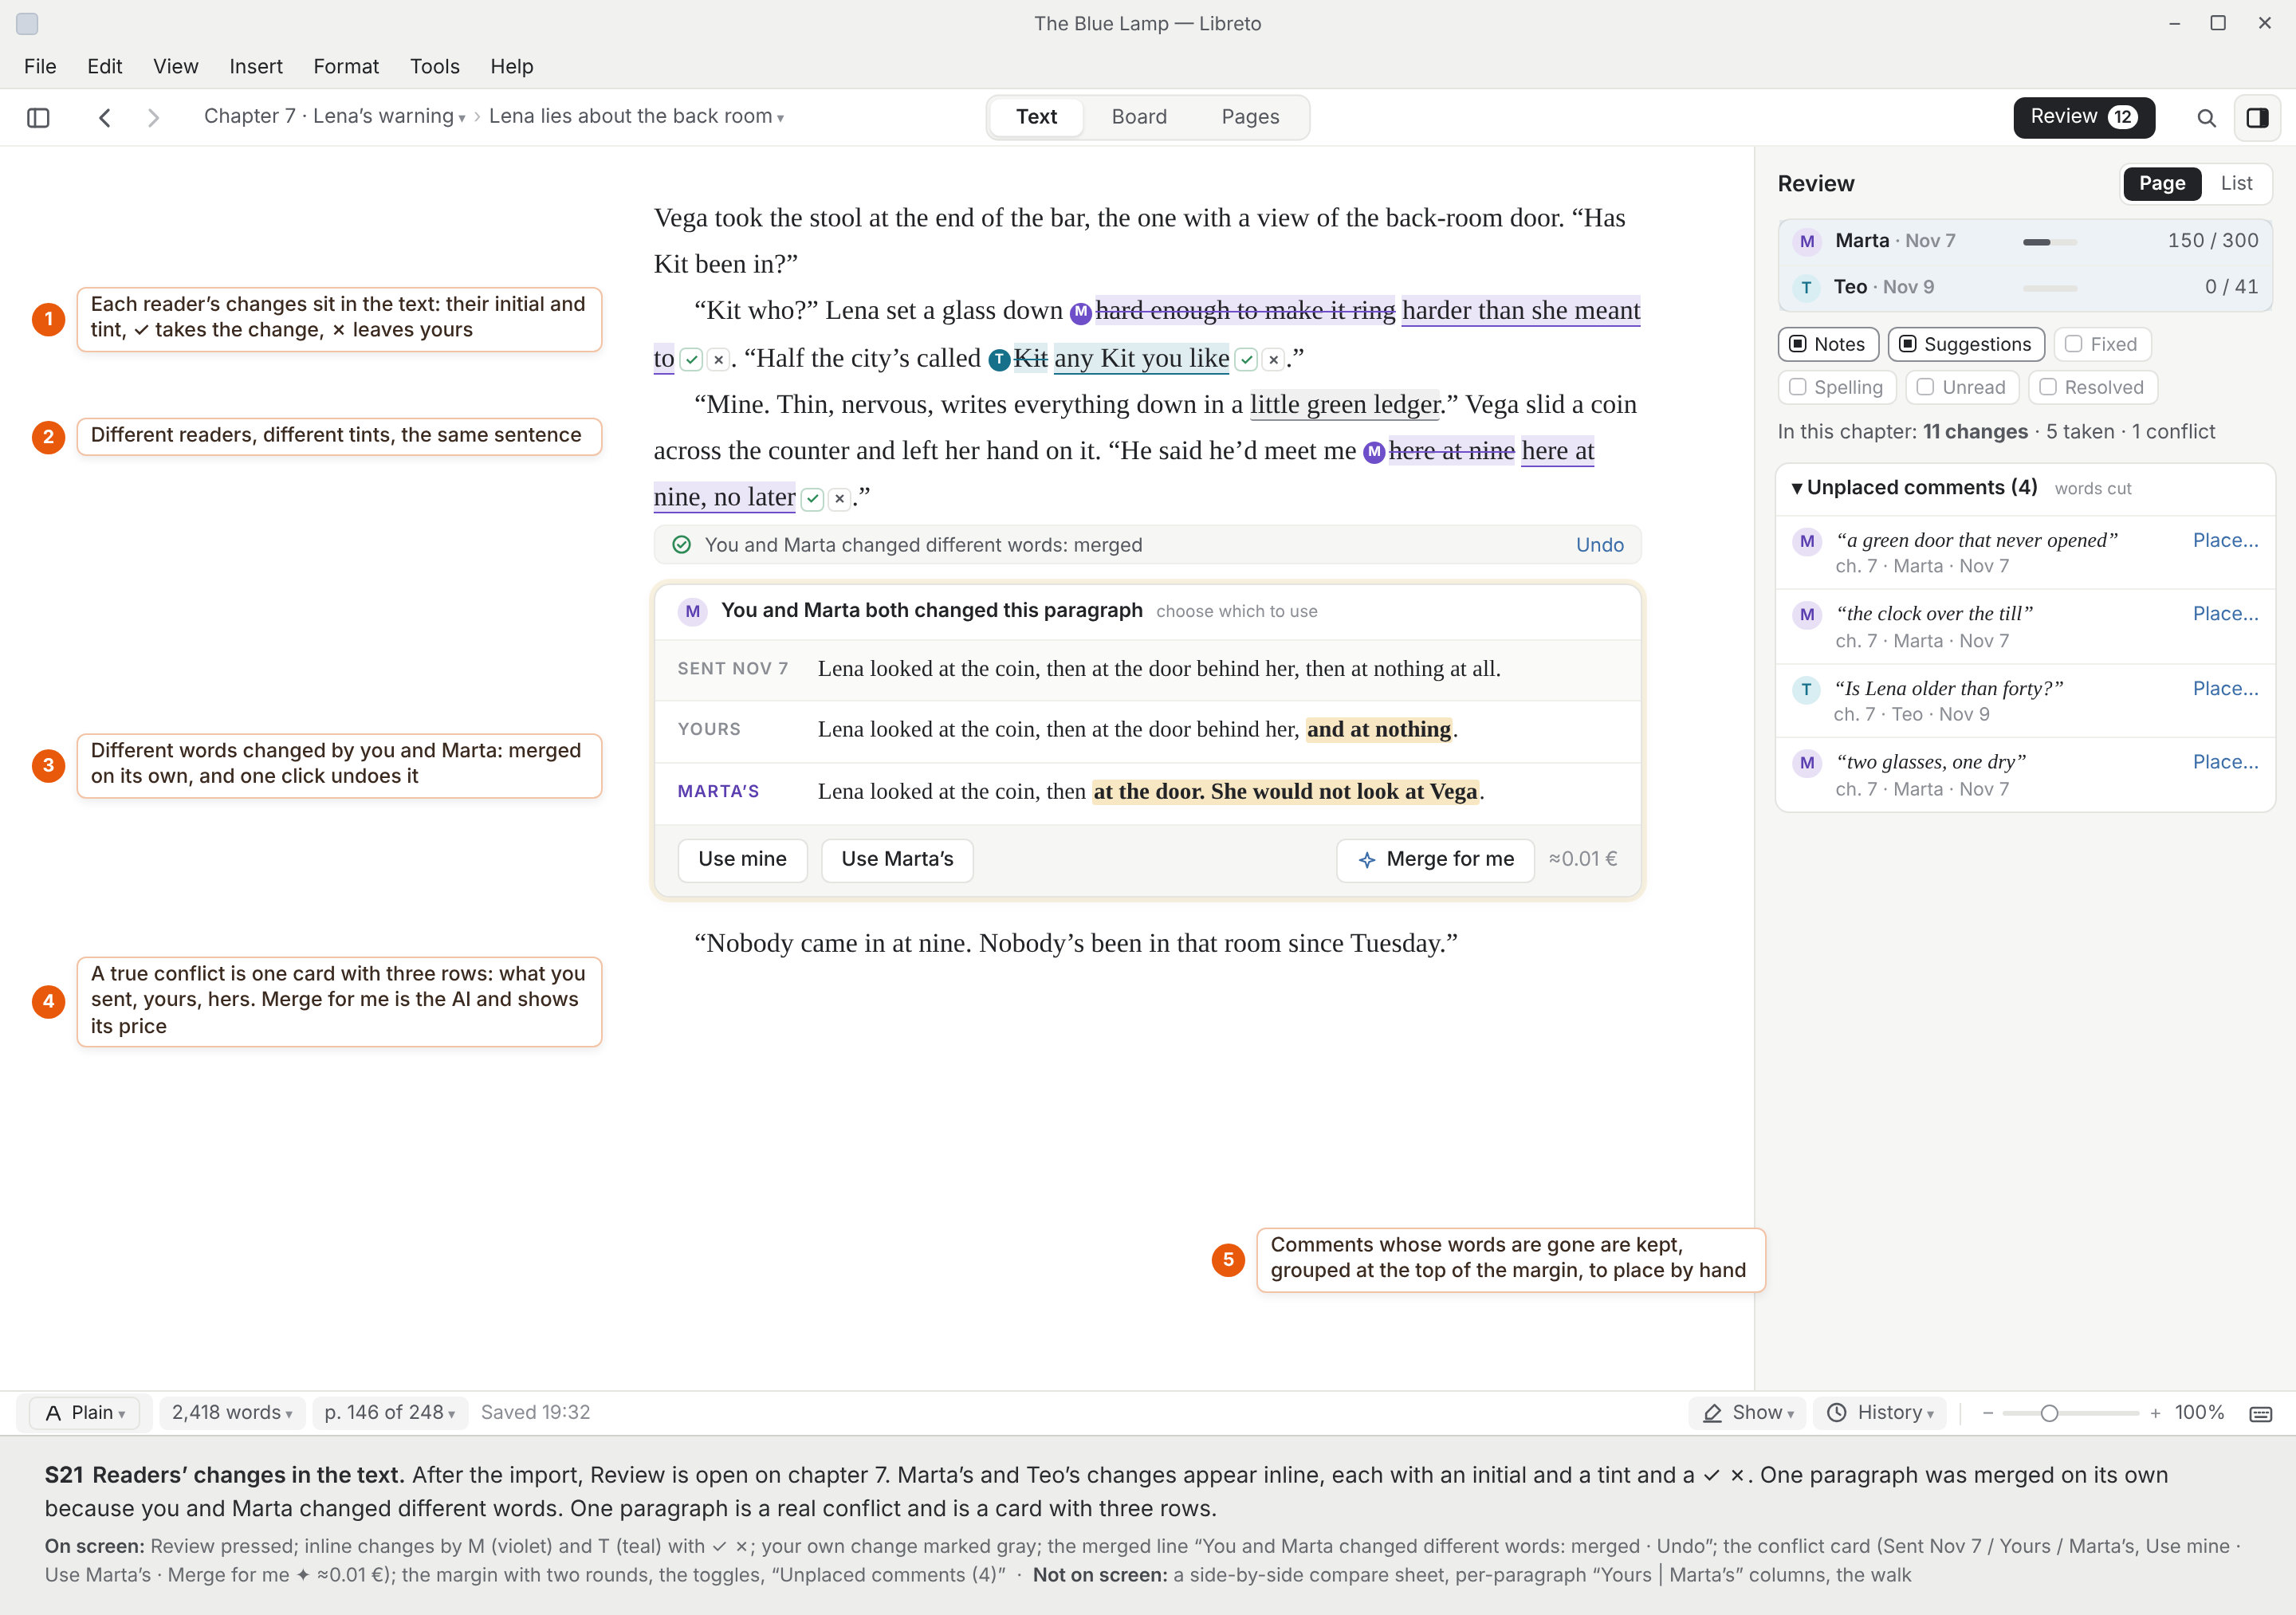 The Blue Lamp — Libreto
File Edit View Insert Format Tools Help
Chapter 7 · Lena’s warning ▾ › Lena lies about the back room ▾
Text Board Pages
Review 12
Vega took the stool at the end of the bar, the one with a view of the back-room door. “Has
Kit been in?”
“Kit who?” Lena set a glass down M hard enough to make it ring harder than she meant
to ✓ ×. “Half the city’s called T Kit any Kit you like ✓ ×.”
“Mine. Thin, nervous, writes everything down in a little green ledger.” Vega slid a coin
across the counter and left her hand on it. “He said he’d meet me M here at nine here at
nine, no later ✓ ×.”
You and Marta changed different words: merged Undo
M You and Marta both changed this paragraph choose which to use
SENT NOV 7 Lena looked at the coin, then at the door behind her, then at nothing at all.
YOURS Lena looked at the coin, then at the door behind her, and at nothing.
MARTA’S Lena looked at the coin, then at the door. She would not look at Vega.
Use mine Use Marta’s Merge for me ≈0.01 €
“Nobody came in at nine. Nobody’s been in that room since Tuesday.”
1 Each reader’s changes sit in the text: their initial and
tint, ✓ takes the change, × leaves yours
2 Different readers, different tints, the same sentence
3 Different words changed by you and Marta: merged
on its own, and one click undoes it
4 A true conflict is one card with three rows: what you
sent, yours, hers. Merge for me is the AI and shows
its price
5 Comments whose words are gone are kept,
grouped at the top of the margin, to place by hand
Review Page List
M Marta · Nov 7 150 / 300
T Teo · Nov 9 0 / 41
Notes Suggestions Fixed
Spelling Unread Resolved
In this chapter: 11 changes · 5 taken · 1 conflict
▾ Unplaced comments (4) words cut
M “a green door that never opened” Place…
ch. 7 · Marta · Nov 7
M “the clock over the till” Place…
ch. 7 · Marta · Nov 7
T “Is Lena older than forty?” Place…
ch. 7 · Teo · Nov 9
M “two glasses, one dry” Place…
ch. 7 · Marta · Nov 7
A Plain ▾ 2,418 words ▾ p. 146 of 248 ▾ Saved 19:32
Show ▾ History ▾ − + 100%
S21 Readers’ changes in the text. After the import, Review is open on chapter 7. Marta’s and Teo’s changes appear inline, each with an initial and a tint and a ✓ ×. One paragraph was merged on its own
because you and Marta changed different words. One paragraph is a real conflict and is a card with three rows.
On screen: Review pressed; inline changes by M (violet) and T (teal) with ✓ ×; your own change marked gray; the merged line “You and Marta changed different words: merged · Undo”; the conflict card (Sent Nov 7 / Yours / Marta’s, Use mine ·
Use Marta’s · Merge for me ✦ ≈0.01 €); the margin with two rounds, the toggles, “Unplaced comments (4)” · Not on screen: a side-by-side compare sheet, per-paragraph “Yours | Marta’s” columns, the walk